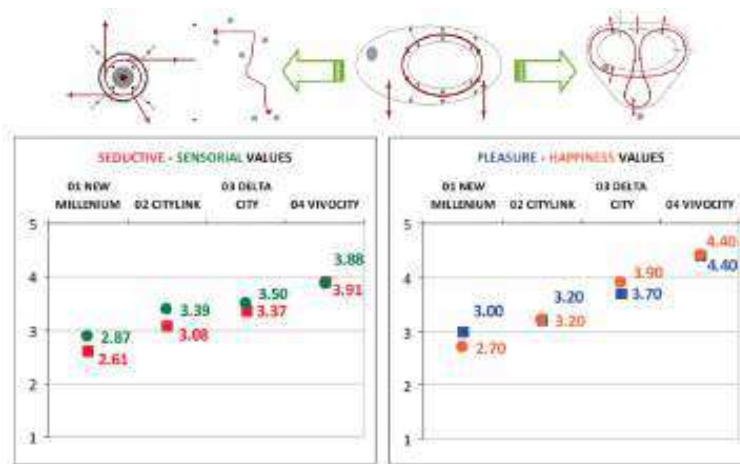 SEDUCTIVE - SENSORIAL VALUES
01 NEW
MILLENIUM
02 CITYLINK
03 DELTA
CITY
04 VIVOCITY
5
4
3
2
1
2.87
2.61
3.39
3.08
3.50
3.37
3.88
3.91
PLEASURE - HAPPINESS VALUES
01 NEW
MILLENIUM
02 CITYLINK
03 DELTA
CITY
04 VIVOCITY
5
4
3
2
1
3.00
2.70
3.20
3.20
3.90
3.70
4.40
4.40